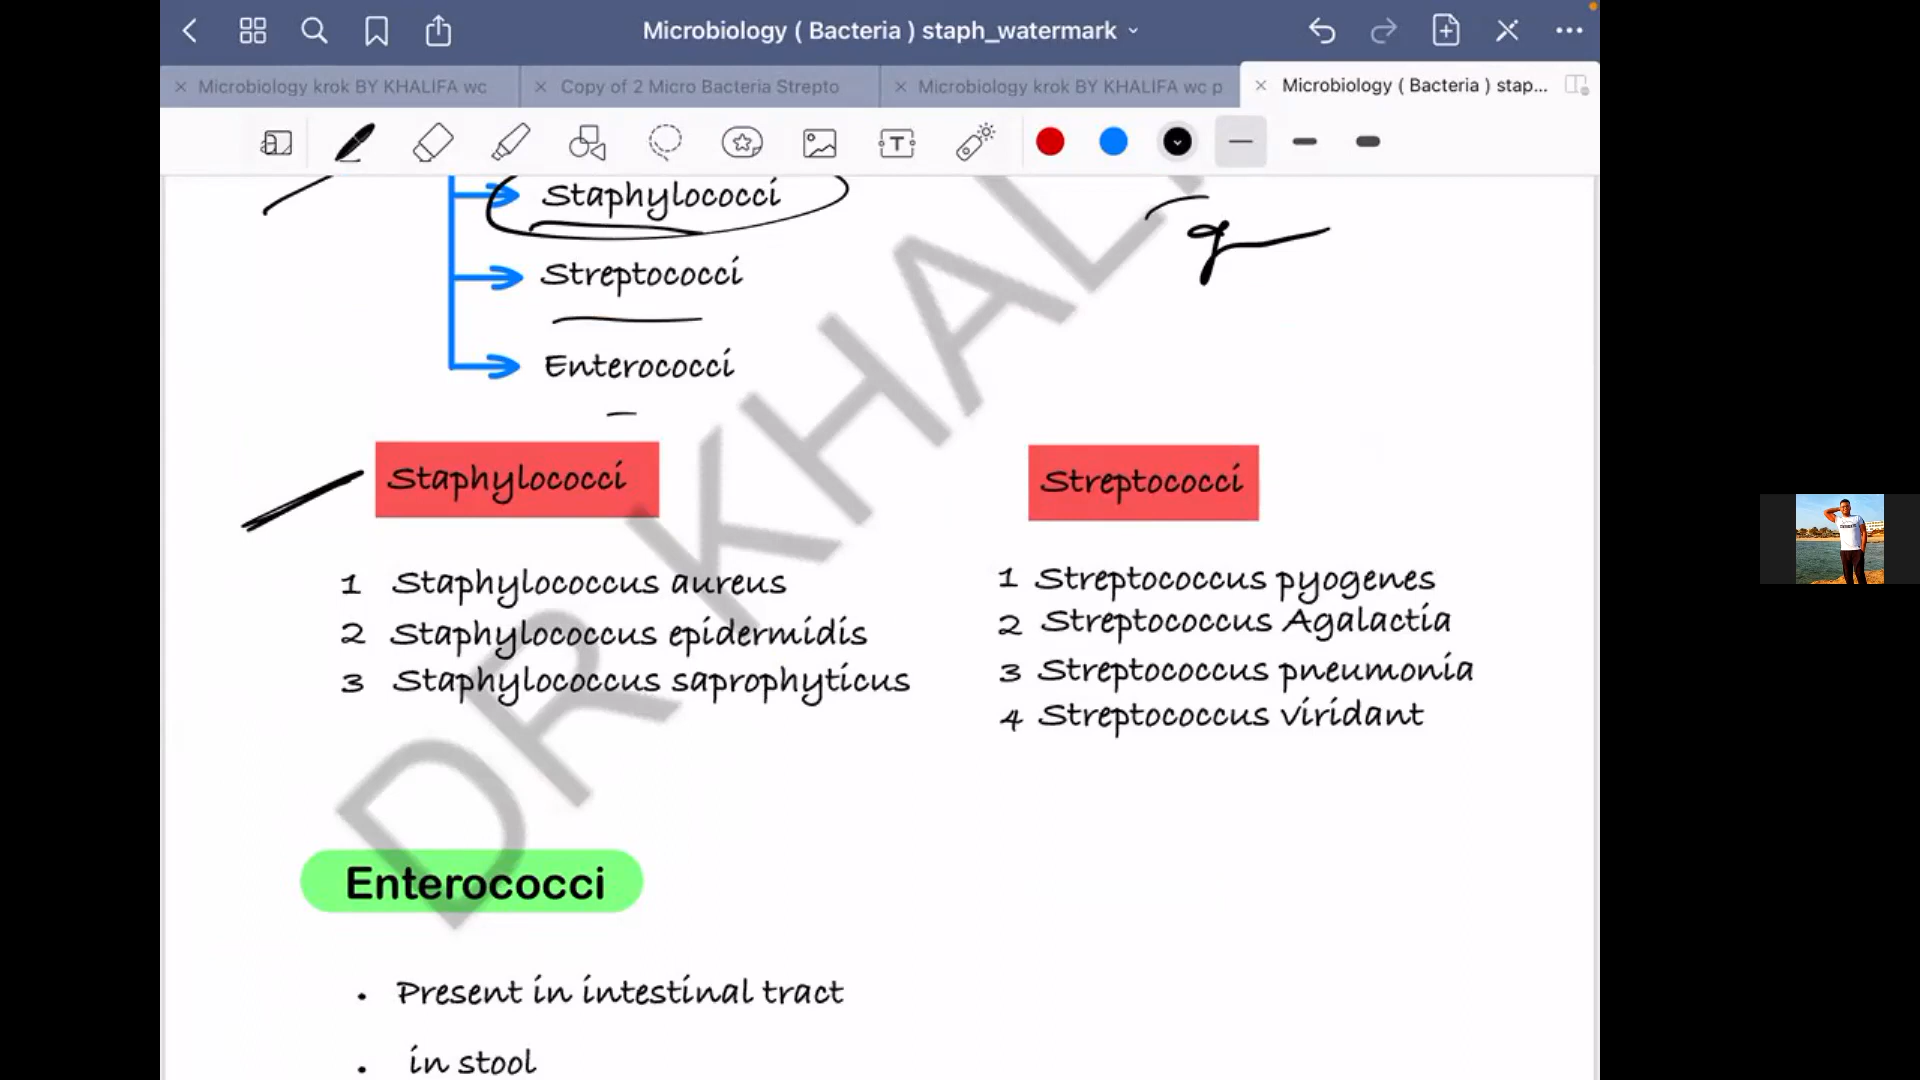 Microbiology ( Bacteria ) staph_watermark
Microbiology krok BY KHALIFA wc
Copy of 2 Micro Bacteria Strepto
Microbiology krok BY KHALIFA wc p
Microbiology ( Bacteria ) stap...
Staphylococci
Streptococci
Enterococci
Staphylococci
Streptococci
1 Staphylococcus aureus
2 Staphylococcus epidermidis
3 Staphylococcus saprophyticus
1 Streptococcus pyogenes
2 Streptococcus Agalactia
3 Streptococcus pneumonia
4 Streptococcus viridant
Enterococci
. Present in intestinal tract
. in stool
DR KHAL